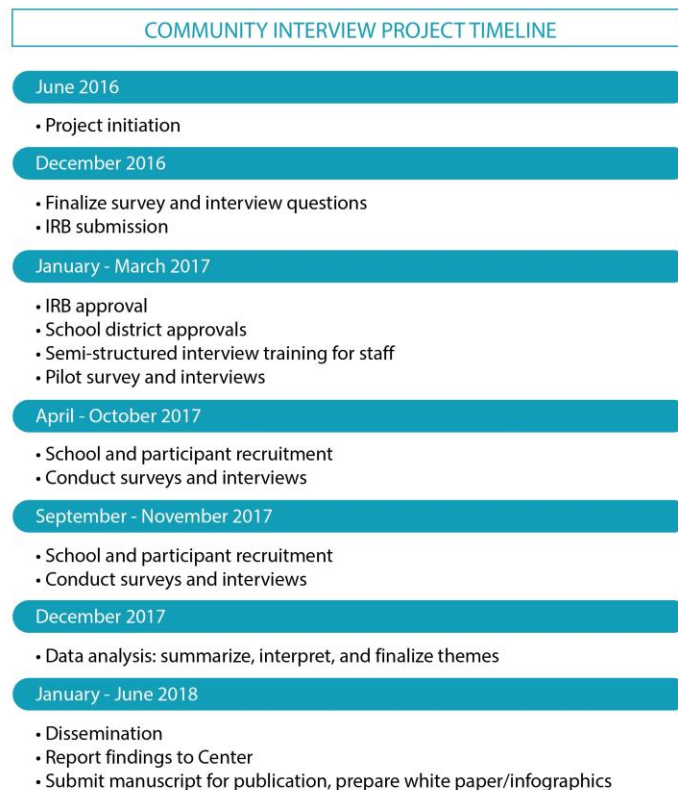 COMMUNITY INTERVIEW PROJECT TIMELINE
June 2016
• Project initiation
December 2016
• Finalize survey and interview questions
• IRB submission
January - March 2017
• IRB approval
• School district approvals
• Semi-structured interview training for staff
• Pilot survey and interviews
April - October 2017
• School and participant recruitment
• Conduct surveys and interviews
September - November 2017
• School and participant recruitment
• Conduct surveys and interviews
December 2017
• Data analysis: summarize, interpret, and finalize themes
January - June 2018
• Dissemination
• Report findings to Center
• Submit manuscript for publication, prepare white paper/infographics